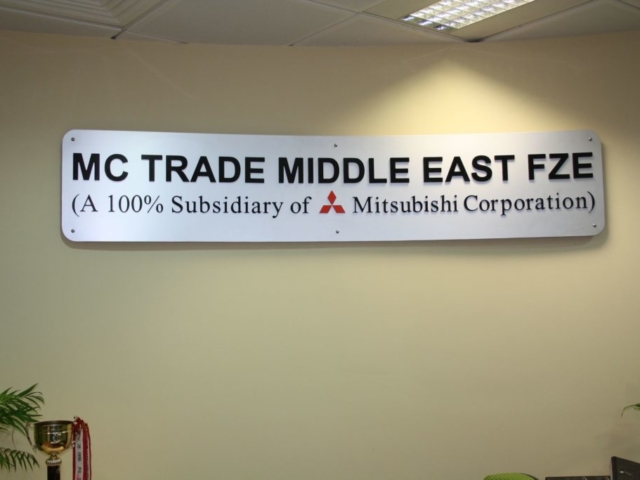 MC TRADE MIDDLE EAST FZE
(A 100% Subsidiary of Mitsubishi Corporation)